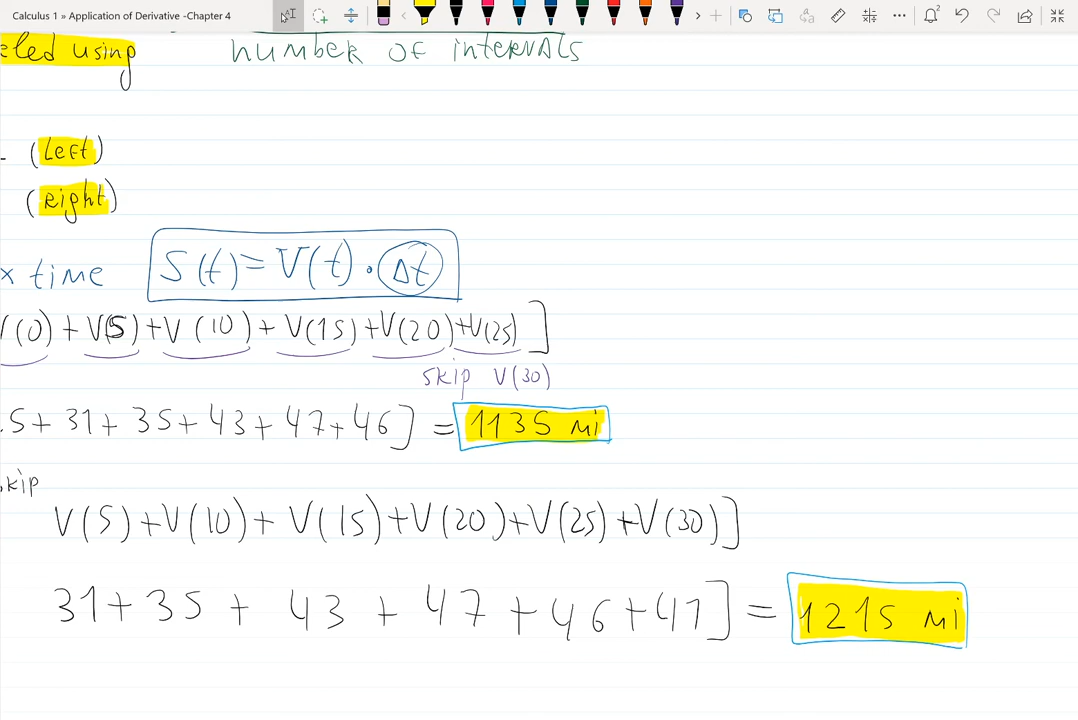 Calculus 1 » Application of Derivative -Chapter 4
eled using
number of intervals
(Left)
(Right)
x time S(t) = V(t) · Δt
(0) + V(5) + V(10) + V(15) + V(20) + V(25) ]
skip V(30)
5 + 31 + 35 + 43 + 47 + 46 ] = 1135 mi
kip
V(5) + V(10) + V(15) + V(20) + V(25) + V(30) ]
31 + 35 + 43 + 47 + 46 + 41 ] = 1215 mi